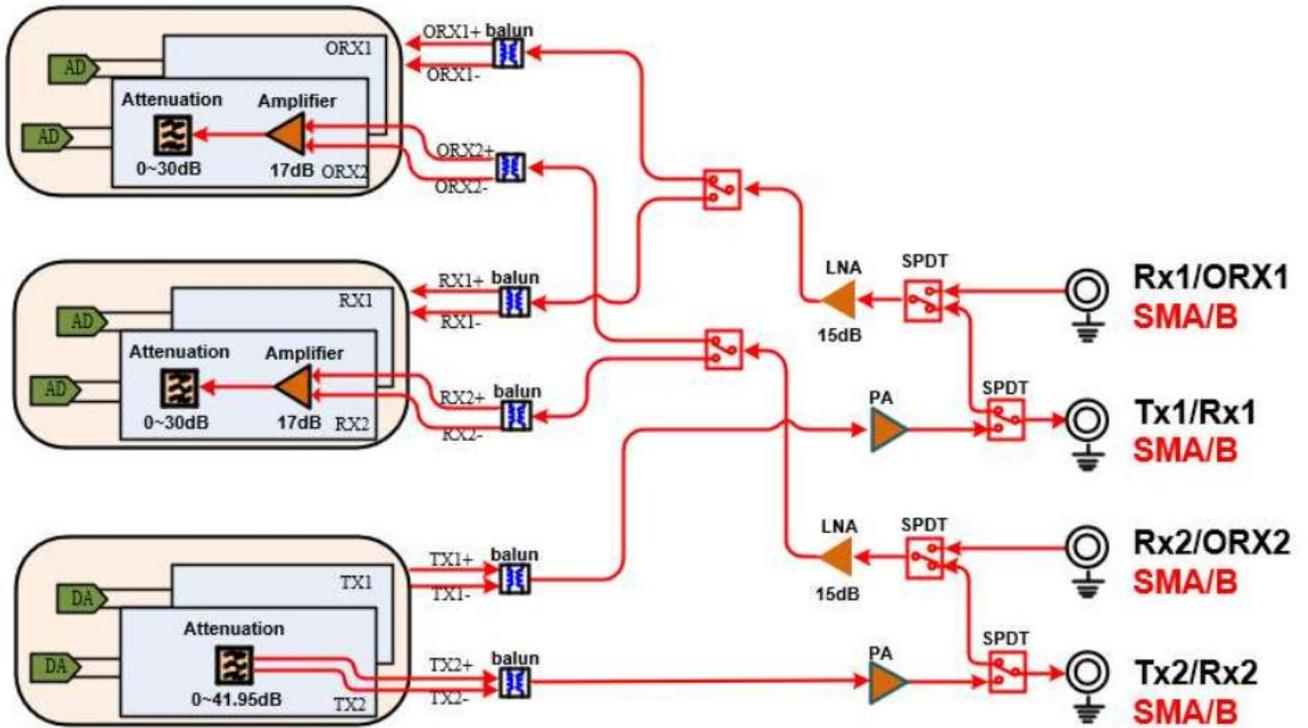 ORX1+ balun
ORX1-
ORX1
AD
Attenuation Amplifier
AD
0~30dB 17dB ORX2
ORX2+
ORX2-
RX1+ balun
RX1-
RX1
AD
Attenuation Amplifier
AD
0~30dB 17dB RX2
RX2+ balun
RX2-
LNA
15dB
SPDT
Rx1/ORX1
SMA/B
PA
SPDT
Tx1/Rx1
SMA/B
TX1+ balun
TX1-
TX1
DA
Attenuation
DA
0~41.95dB TX2
TX2+ balun
TX2-
LNA
15dB
SPDT
Rx2/ORX2
SMA/B
PA
SPDT
Tx2/Rx2
SMA/B